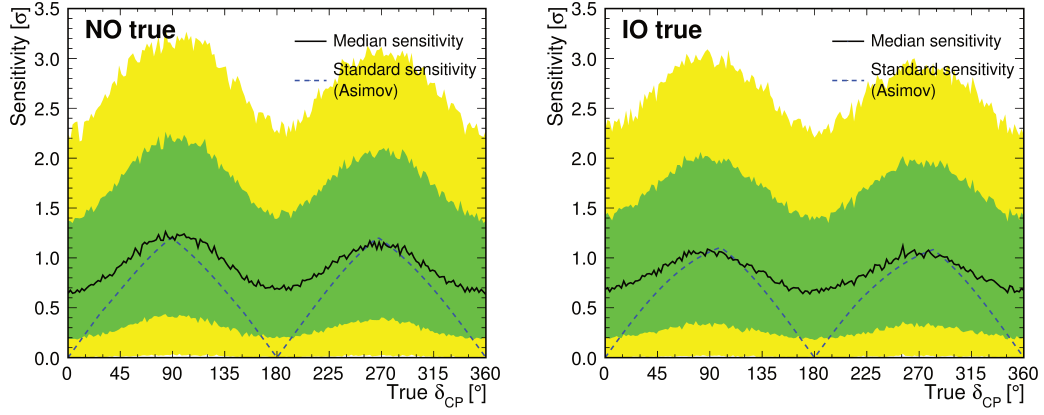 NO true
Median sensitivity
Standard sensitivity
(Asimov)
Sensitivity [σ]
3.5
3.0
2.5
2.0
1.5
1.0
0.5
0.0
0 45 90 135 180 225 270 315 360
True δCP [°]
IO true
Median sensitivity
Standard sensitivity
(Asimov)
Sensitivity [σ]
3.5
3.0
2.5
2.0
1.5
1.0
0.5
0.0
0 45 90 135 180 225 270 315 360
True δCP [°]